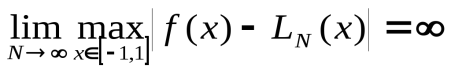 lim max |f(x) - L_N(x)| = ∞
N→∞ x∈[-1,1]